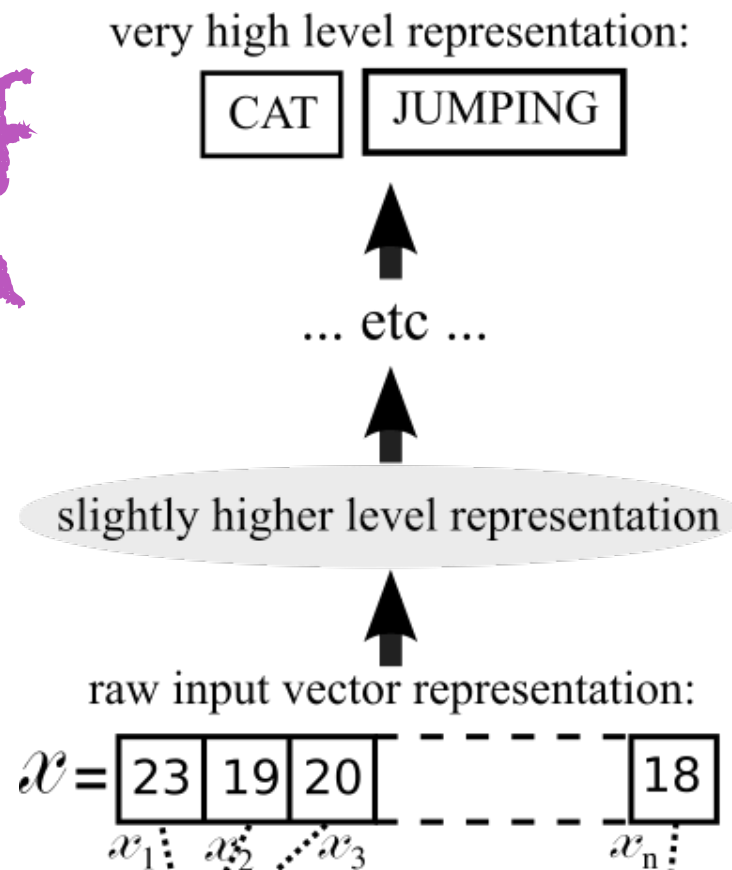 very high level representation:
CAT JUMPING
... etc ...
slightly higher level representation
raw input vector representation:
x = 23 19 20 18
x1 x2 x3 xn